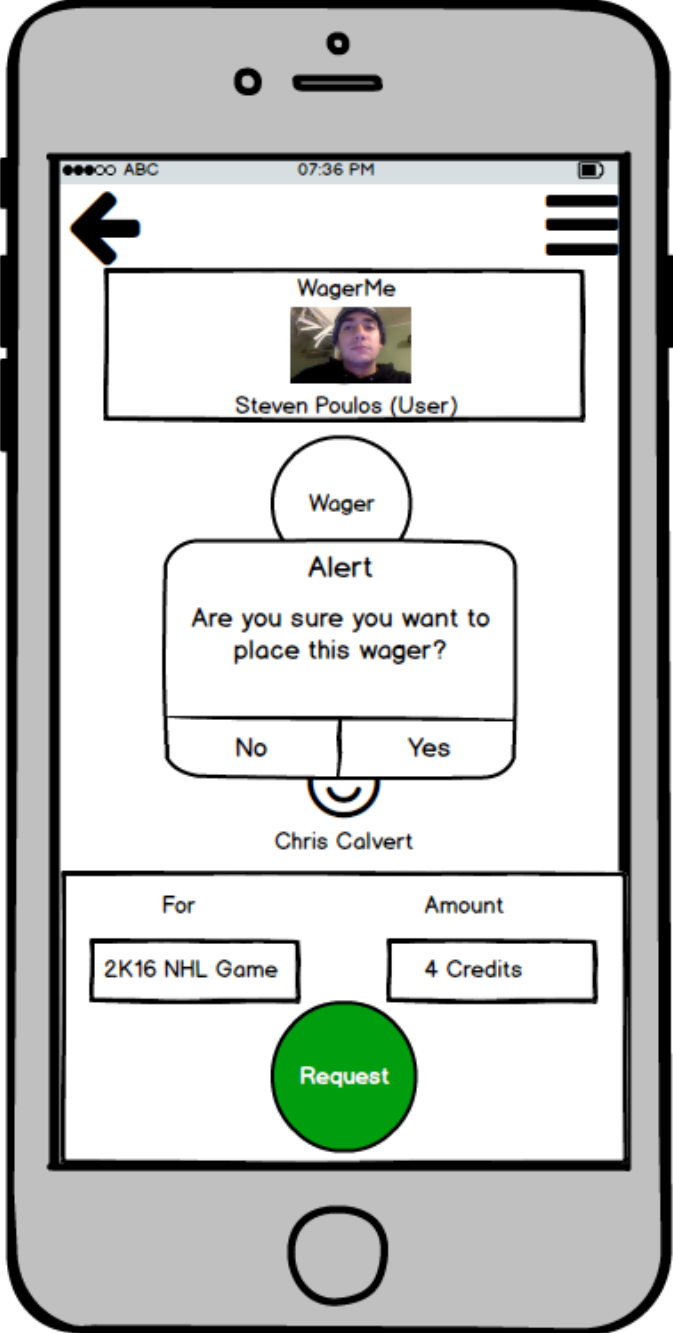 ABC 07:36 PM
WagerMe
Steven Poulos (User)
Wager
Alert
Are you sure you want to
place this wager?
No Yes
Chris Calvert
For Amount
2K16 NHL Game 4 Credits
Request